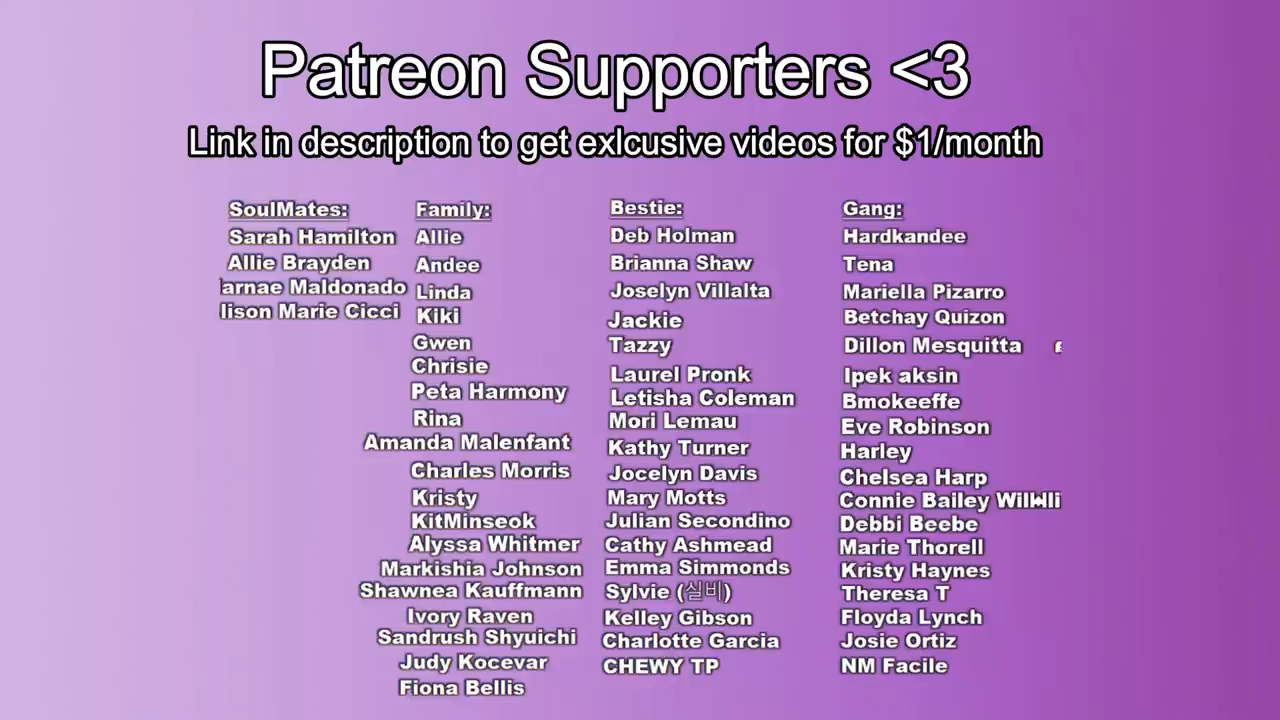 Patreon Supporters <3
Link in description to get exlcusive videos for $1/month
SoulMates:
Sarah Hamilton
Allie Brayden
arnae Maldonado
lison Marie Cicci
Family:
Allie
Andee
Linda
Kiki
Gwen
Chrisie
Peta Harmony
Rina
Amanda Malenfant
Charles Morris
Kristy
KitMinseok
Alyssa Whitmer
Markishia Johnson
Shawnea Kauffmann
Ivory Raven
Sandrush Shyuichi
Judy Kocevar
Fiona Bellis
Bestie:
Deb Holman
Brianna Shaw
Joselyn Villalta
Jackie
Tazzy
Laurel Pronk
Letisha Coleman
Mori Lemau
Kathy Turner
Jocelyn Davis
Mary Motts
Julian Secondino
Cathy Ashmead
Emma Simmonds
Sylvie (실비)
Kelley Gibson
Charlotte Garcia
CHEWY TP
Gang:
Hardkandee
Tena
Mariella Pizarro
Betchay Quizon
Dillon Mesquitta
Ipek aksin
Bmokeeffe
Eve Robinson
Harley
Chelsea Harp
Connie Bailey
Debbi Beebe
Marie Thorell
Kristy Haynes
Theresa T
Floyda Lynch
Josie Ortiz
NM Facile